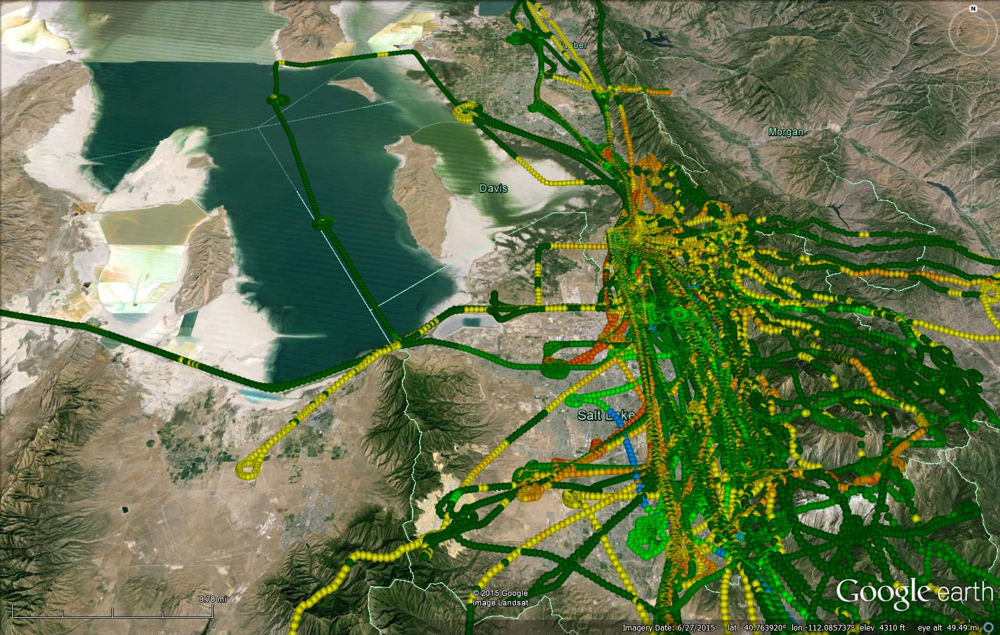 N
Weber
Morgan
Davis
Salt Lake
© 2015 Google
Image Landsat
Google earth
9.78 mi
Imagery Date: 6/27/2015 lat 40.763920° lon -112.085737° elev 4310 ft eye alt 49.49 mi